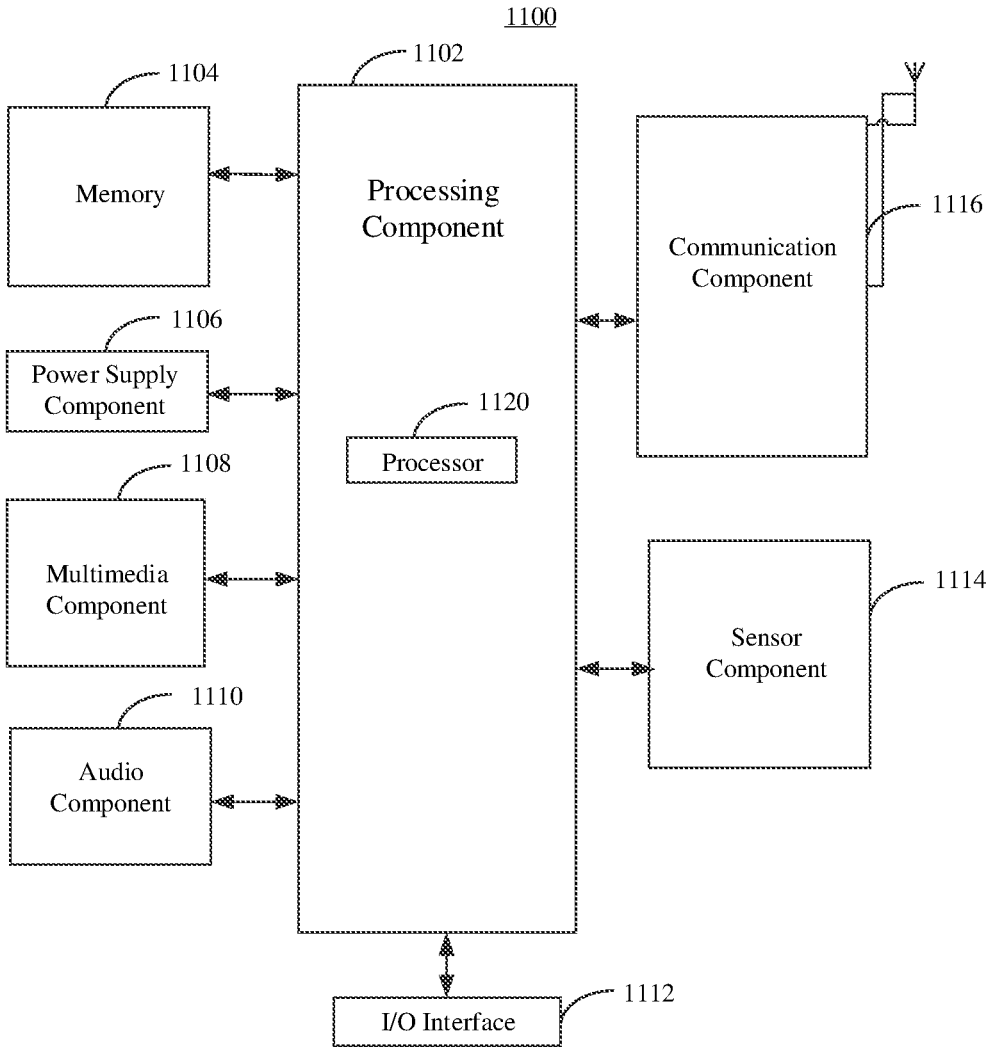 1100
1102
1104
Memory
Processing
Component
1116
Communication
Component
1106
Power Supply
Component
1120
Processor
1108
Multimedia
Component
1114
Sensor
Component
1110
Audio
Component
1112
I/O Interface